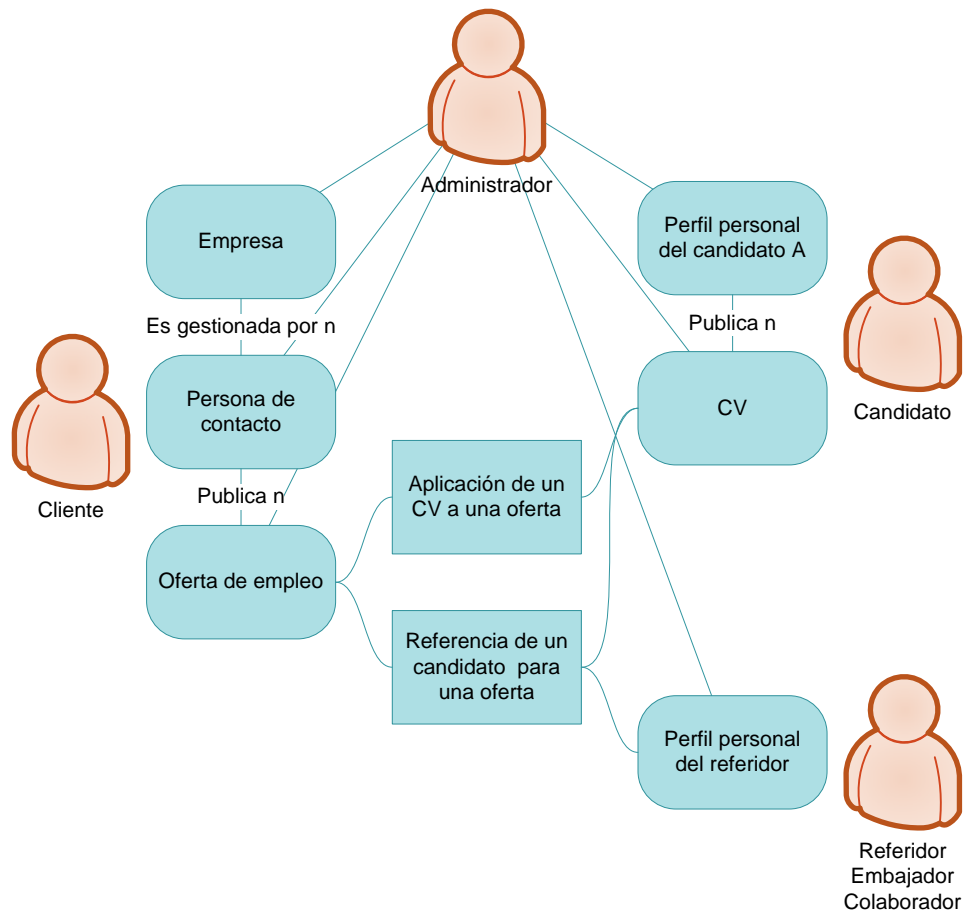 Administrador
Empresa
Perfil personal
del candidato A
Es gestionada por n
Publica n
Persona de
contacto
CV
Candidato
Cliente
Publica n
Aplicación de un
CV a una oferta
Oferta de empleo
Referencia de un
candidato para
una oferta
Perfil personal
del referidor
Referidor
Embajador
Colaborador